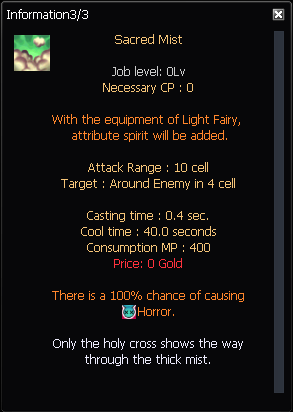 Information3/3
Sacred Mist
Job level: 0Lv
Necessary CP : 0
With the equipment of Light Fairy,
attribute spirit will be added.
Attack Range : 10 cell
Target : Around Enemy in 4 cell
Casting time : 0.4 sec.
Cool time : 40.0 seconds
Consumption MP : 400
Price: 0 Gold
There is a 100% chance of causing
Horror.
Only the holy cross shows the way
through the thick mist.